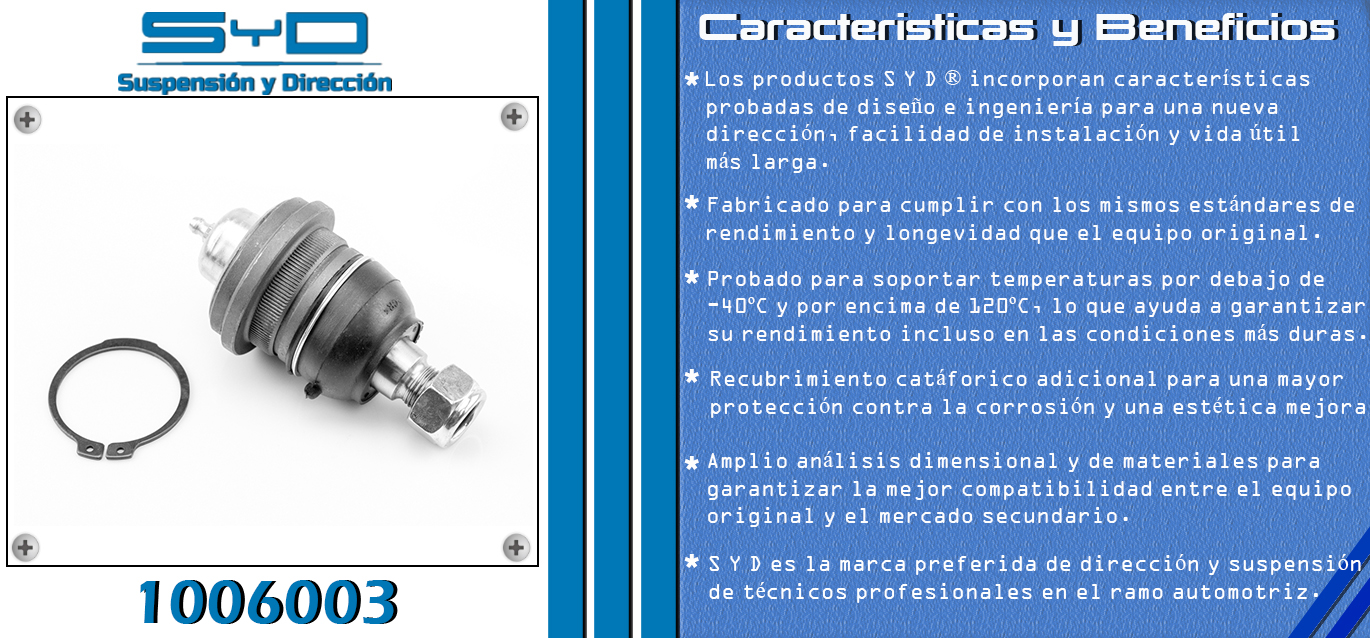 SYD
Suspensión y Dirección
1006003
Caracteristicas y Beneficios
* Los productos S Y D ® incorporan características
probadas de diseño e ingeniería para una nueva
dirección, facilidad de instalación y vida útil
más larga.
* Fabricado para cumplir con los mismos estándares de
rendimiento y longevidad que el equipo original.
* Probado para soportar temperaturas por debajo de
-40°C y por encima de 120°C, lo que ayuda a garantizar
su rendimiento incluso en las condiciones más duras.
* Recubrimiento catáforico adicional para una mayor
protección contra la corrosión y una estética mejora
* Amplio análisis dimensional y de materiales para
garantizar la mejor compatibilidad entre el equipo
original y el mercado secundario.
* S Y D es la marca preferida de dirección y suspensión
de técnicos profesionales en el ramo automotriz.